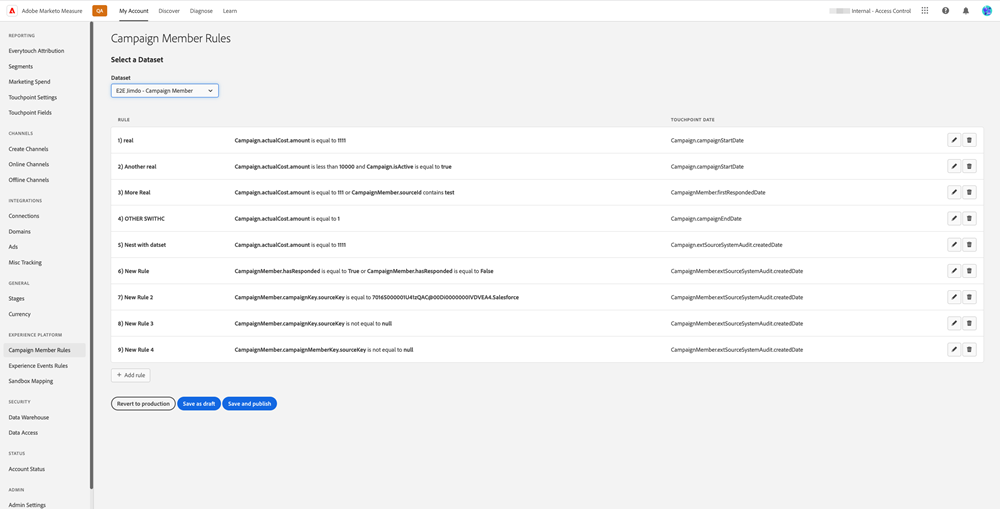 Adobe Marketo Measure QA My Account Discover Diagnose Learn Internal - Access Control
REPORTING
Everytouch Attribution
Segments
Marketing Spend
Touchpoint Settings
Touchpoint Fields
CHANNELS
Create Channels
Online Channels
Offline Channels
INTEGRATIONS
Connections
Domains
Ads
Misc Tracking
GENERAL
Stages
Currency
EXPERIENCE PLATFORM
Campaign Member Rules
Experience Events Rules
Sandbox Mapping
SECURITY
Data Warehouse
Data Access
STATUS
Account Status
ADMIN
Admin Settings
Campaign Member Rules
Select a Dataset
Dataset
E2E Jimdo - Campaign Member
RULE TOUCHPOINT DATE
1) real Campaign.actualCost.amount is equal to 1111 Campaign.campaignStartDate
2) Another real Campaign.actualCost.amount is less than 10000 and Campaign.isActive is equal to true Campaign.campaignStartDate
3) More Real Campaign.actualCost.amount is equal to 111 or CampaignMember.sourceId contains test CampaignMember.firstRespondedDate
4) OTHER SWITHC Campaign.actualCost.amount is equal to 1 Campaign.campaignEndDate
5) Nest with datset Campaign.actualCost.amount is equal to 1111 Campaign.extSourceSystemAudit.createdDate
6) New Rule CampaignMember.hasResponded is equal to True or CampaignMember.hasResponded is equal to False CampaignMember.extSourceSystemAudit.createdDate
7) New Rule 2 CampaignMember.campaignKey.sourceKey is equal to CampaignMember.extSourceSystemAudit.createdDate
8) New Rule 3 CampaignMember.campaignKey.sourceKey is not equal to null CampaignMember.extSourceSystemAudit.createdDate
9) New Rule 4 CampaignMember.campaignMemberKey.sourceKey is not equal to null CampaignMember.extSourceSystemAudit.createdDate
+ Add rule
Revert to production Save as draft Save and publish